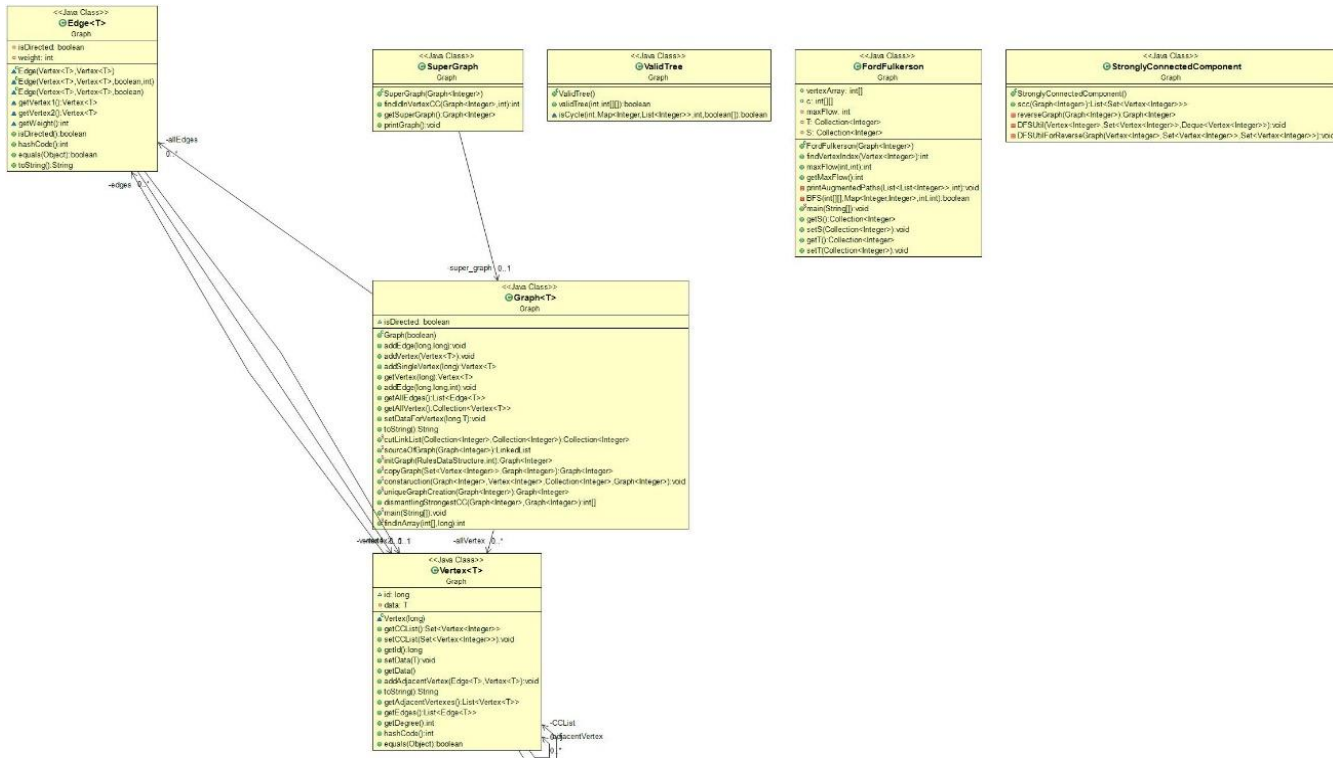 <<Java Class>>
Edge<T>
Graph
isDirected: boolean
weight: int
Edge(Vertex<T>,Vertex<T>)
Edge(Vertex<T>,Vertex<T>,boolean,int)
Edge(Vertex<T>,Vertex<T>,boolean)
getVertex1():Vertex<T>
getVertex2():Vertex<T>
getWeight():int
isDirected():boolean
hashCode():int
equals(Object):boolean
toString():String
-allEdges
0..*
-edges 0..*
<<Java Class>>
SuperGraph
Graph
SuperGraph(Graph<Integer>)
findIdInVertexCC(Graph<Integer>,int):int
getSuperGraph():Graph<Integer>
printGraph():void
-super_graph 0..1
<<Java Class>>
ValidTree
Graph
ValidTree()
validTree(int,int[][]):boolean
isCycle(int,Map<Integer,List<Integer>>,int,boolean[]):boolean
<<Java Class>>
FordFulkerson
Graph
vertexArray: int[]
c: int[][]
maxFlow: int
T: Collection<Integer>
S: Collection<Integer>
FordFulkerson(Graph<Integer>)
findVertexIndex(Vertex<Integer>):int
maxFlow(int,int):int
getMaxFlow():int
printAugmentedPaths(List<List<Integer>>,int):void
BFS(int[][],Map<Integer,Integer>,int,int):boolean
main(String[]):void
getS():Collection<Integer>
setS(Collection<Integer>):void
getT():Collection<Integer>
setT(Collection<Integer>):void
<<Java Class>>
StronglyConnectedComponent
Graph
StronglyConnectedComponent()
scc(Graph<Integer>):List<Set<Vertex<Integer>>>
reverseGraph(Graph<Integer>):Graph<Integer>
DFSUtil(Vertex<Integer>,Set<Vertex<Integer>>,Deque<Vertex<Integer>>):void
DFSUtilForReverseGraph(Vertex<Integer>,Set<Vertex<Integer>>,Set<Vertex<Integer>>):void
<<Java Class>>
Graph<T>
Graph
isDirected: boolean
Graph(boolean)
addEdge(long,long):void
addVertex(Vertex<T>):void
addSingleVertex(long):Vertex<T>
getVertex(long):Vertex<T>
addEdge(long,long,int):void
getAllEdges():List<Edge<T>>
getAllVertex():Collection<Vertex<T>>
setDataForVertex(long,T):void
toString():String
cutLinkList(Collection<Integer>,Collection<Integer>):Collection<Integer>
sourceOfGraph(Graph<Integer>):LinkedList
initGraph(RulesDataStructure,int):Graph<Integer>
copyGraph(Set<Vertex<Integer>>,Graph<Integer>):Graph<Integer>
constaruction(Graph<Integer>,Vertex<Integer>,Collection<Integer>,Graph<Integer>):void
uniqueGraphCreation(Graph<Integer>):Graph<Integer>
dismantlingStrongestCC(Graph<Integer>,Graph<Integer>):int[]
main(String[]):void
findInArray(int[],long):int
-allVertex 0..*
<<Java Class>>
Vertex<T>
Graph
id: long
data: T
Vertex(long)
getCCList():Set<Vertex<Integer>>
setCCList(Set<Vertex<Integer>>):void
getId():long
setData(T):void
getData()
addAdjacentVertex(Edge<T>,Vertex<T>):void
toString():String
getAdjacentVertexes():List<Vertex<T>>
getEdges():List<Edge<T>>
getDegree():int
hashCode():int
equals(Object):boolean
-CCList
0..*